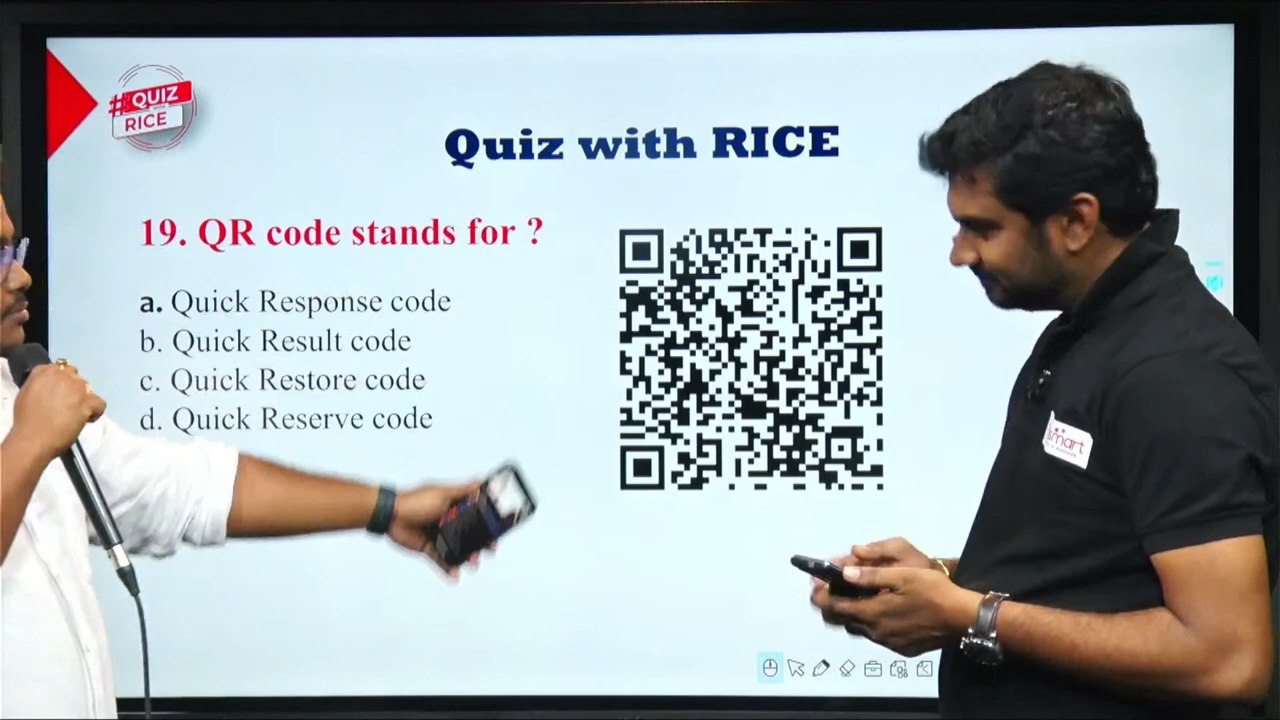 #QUIZ
RICE
Quiz with RICE
19. QR code stands for ?
a. Quick Response code
b. Quick Result code
c. Quick Restore code
d. Quick Reserve code
smart